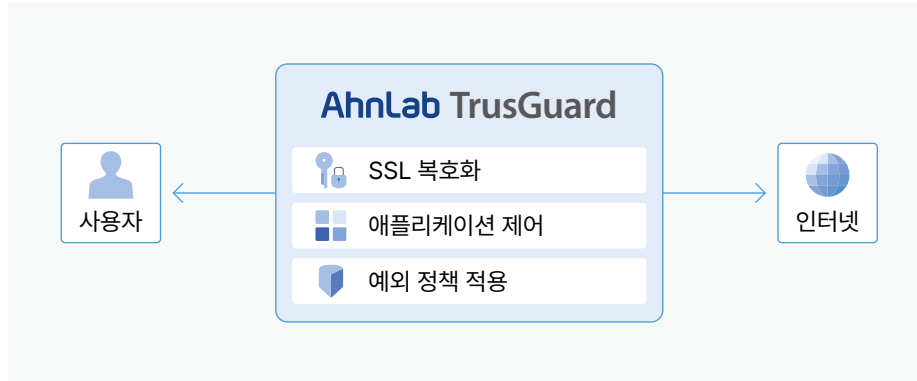 AhnLab TrusGuard
SSL 복호화
사용자
애플리케이션 제어
인터넷
예외 정책 적용